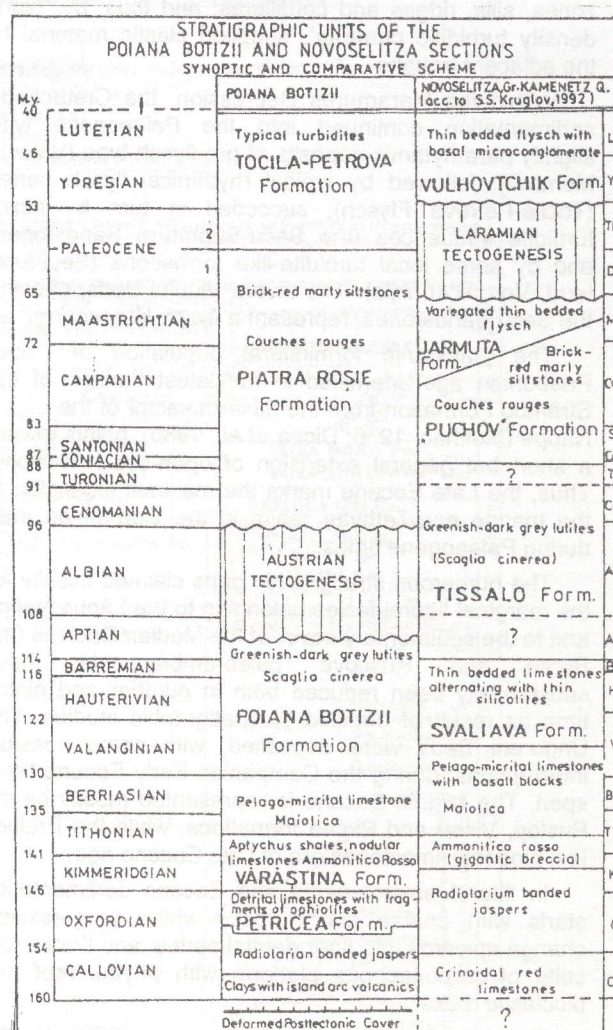 STRATIGRAPHIC UNITS OF THE
POIANA BOTIZII AND NOVOSELITZA SECTIONS
SYNOPTIC AND COMPARATIVE SCHEME
My.
POIANA BOTIZII
NOVOSELITZA, Gr. KAMENETZ Q.
(acc. to S.S. Kruglov, 1992)
40
LUTETIAN
46
YPRESIAN
53
PALEOCENE
65
MAASTRICHTIAN
72
CAMPANIAN
83
SANTONIAN
87
CONIACIAN
88
TURONIAN
91
CENOMANIAN
96
ALBIAN
108
APTIAN
114
BARREMIAN
116
HAUTERIVIAN
122
VALANGINIAN
130
BERRIASIAN
135
TITHONIAN
141
KIMMERIDGIAN
146
OXFORDIAN
154
CALLOVIAN
160
Typical turbidites
TOCILA-PETROVA
Formation
Brick-red marly siltstones
Couches rouges
PIATRA ROSIE
Formation
AUSTRIAN
TECTOGENESIS
Greenish-dark grey lutites
Scaglia cinerea
POIANA BOTIZII
Formation
Pelago-micrital limestone
Maiolica
Aptychus shales, nodular
limestones Ammonitico Rosso
VĂRĂSTINA Form.
Detrital limestones with frag
ments of ophiolites
PETRICEA Form.
Radiolarian banded jaspers
Clays with island arc volcanics
Deformed Posttectonic Cover
Thin bedded flysch with
basal microconglomerate
VULHOVTCHIK Form.
LARAMIAN
TECTOGENESIS
Variegated thin bedded
flysch
JARMUTA
Form.
Brick-
red marly
siltstones
Couches rouges
PUCHOV Formation
?
Greenish-dark grey lutites
(Scaglia cinerea)
TISSALO Form.
?
Thin bedded limestones
alternating with thin
silicolites
SVALIAVA Form.
Pelago-micrital limestones
with basalt blocks
Maiolica
Ammonitico rosso
(gigantic breccia)
Radiolarium banded
jaspers
Crinoidal red
limestones
?